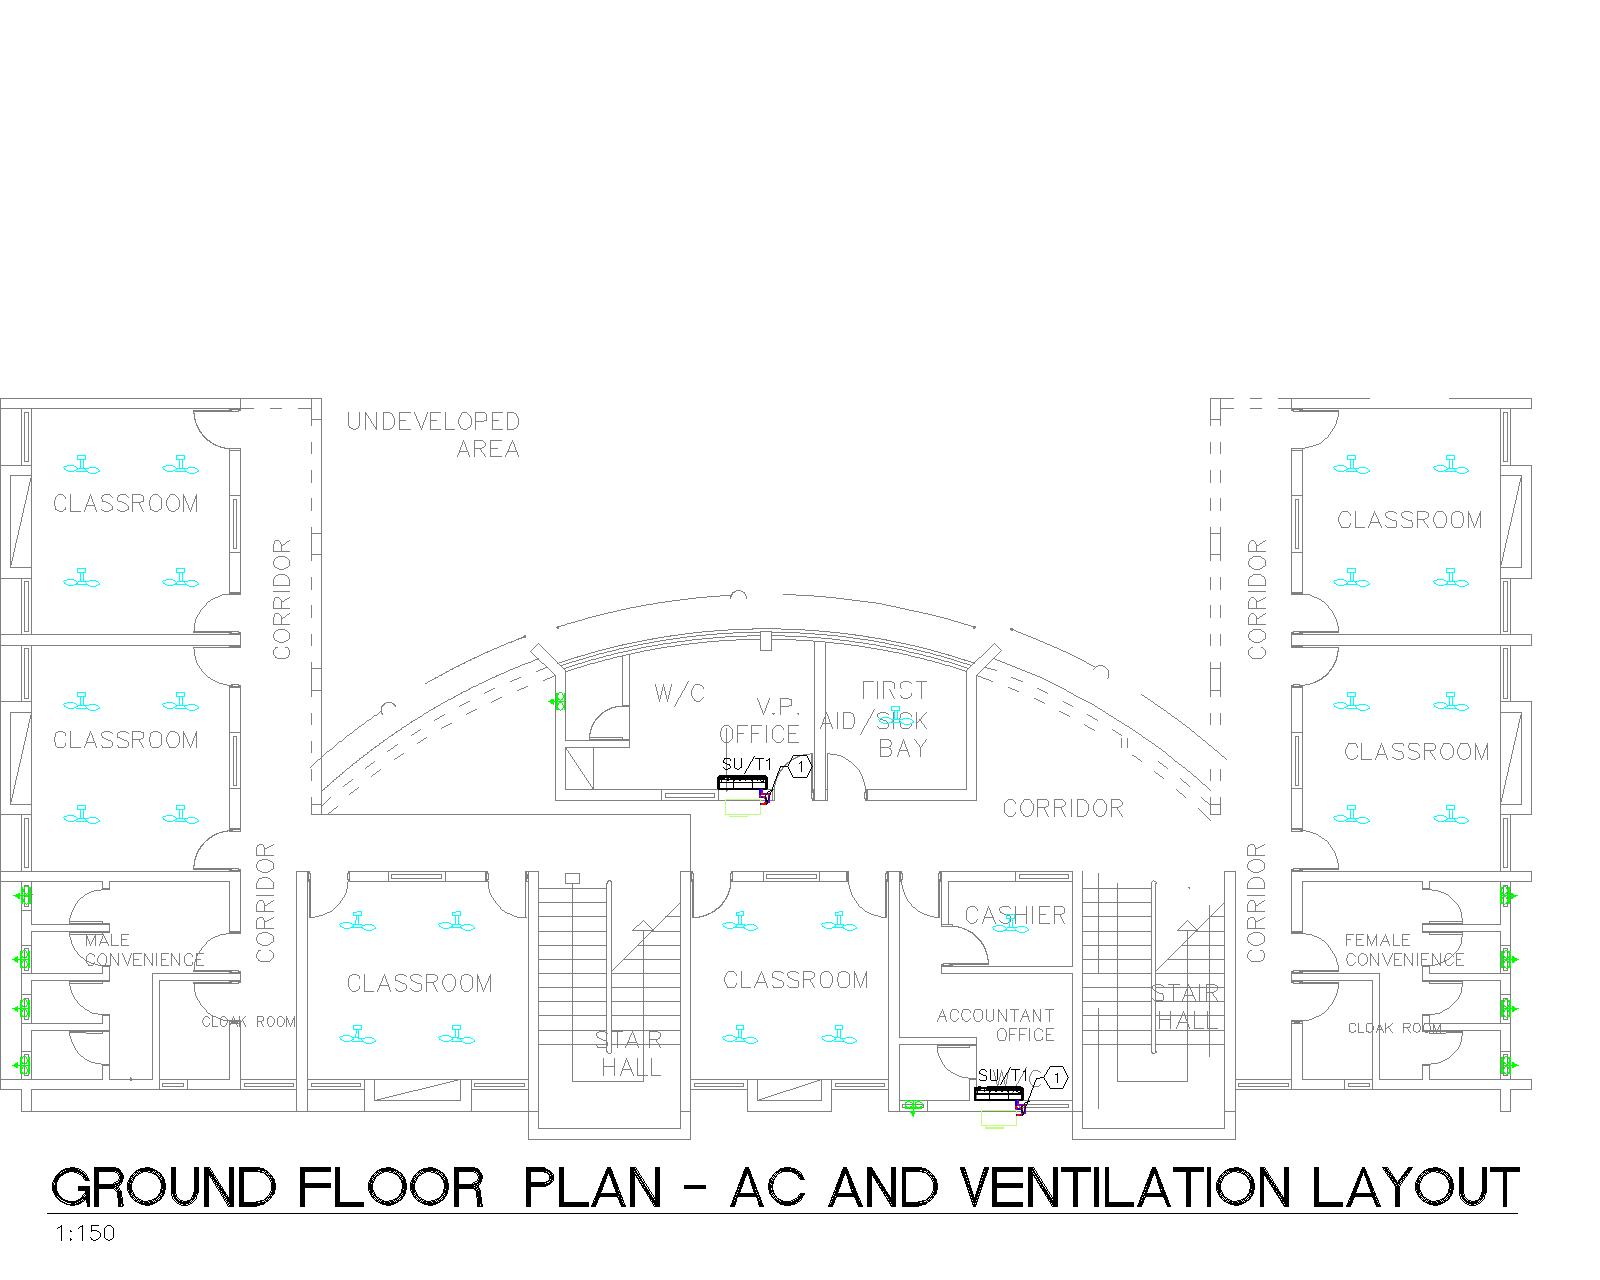 UNDEVELOPED
AREA
CLASSROOM
CLASSROOM
CORRIDOR
CORRIDOR
CLASSROOM
CLASSROOM
W/C
V.P.
OFFICE
FIRST
AID/SICK
BAY
SU/T1
1
CORRIDOR
CORRIDOR
CORRIDOR
MALE
CONVENIENCE
CLOAK ROOM
CLASSROOM
STAIR
HALL
CLASSROOM
CASHIER
ACCOUNTANT
OFFICE
SU/T1
W/C
1
STAIR
HALL
FEMALE
CONVENIENCE
CLOAK ROOM
GROUND FLOOR PLAN - AC AND VENTILATION LAYOUT
1:150